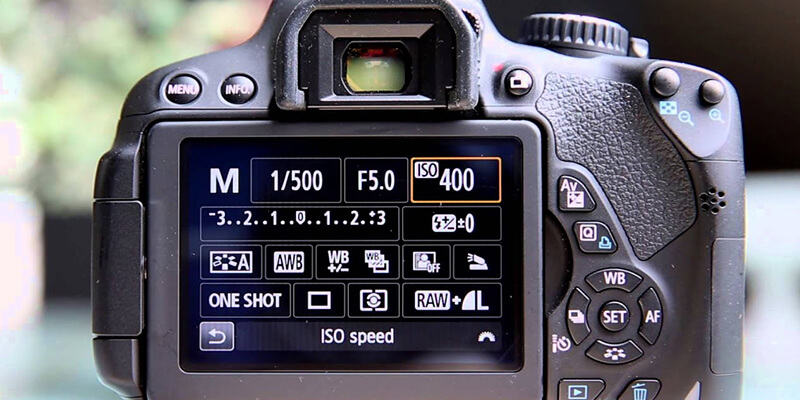 MENU INFO.
M 1/500 F5.0 ISO 400
-3..2..1..0..1..2.+3 ±0
A AWB WB +/- WB OFF
ONE SHOT RAW+L
ISO speed
Av
Q
WB
SET AF